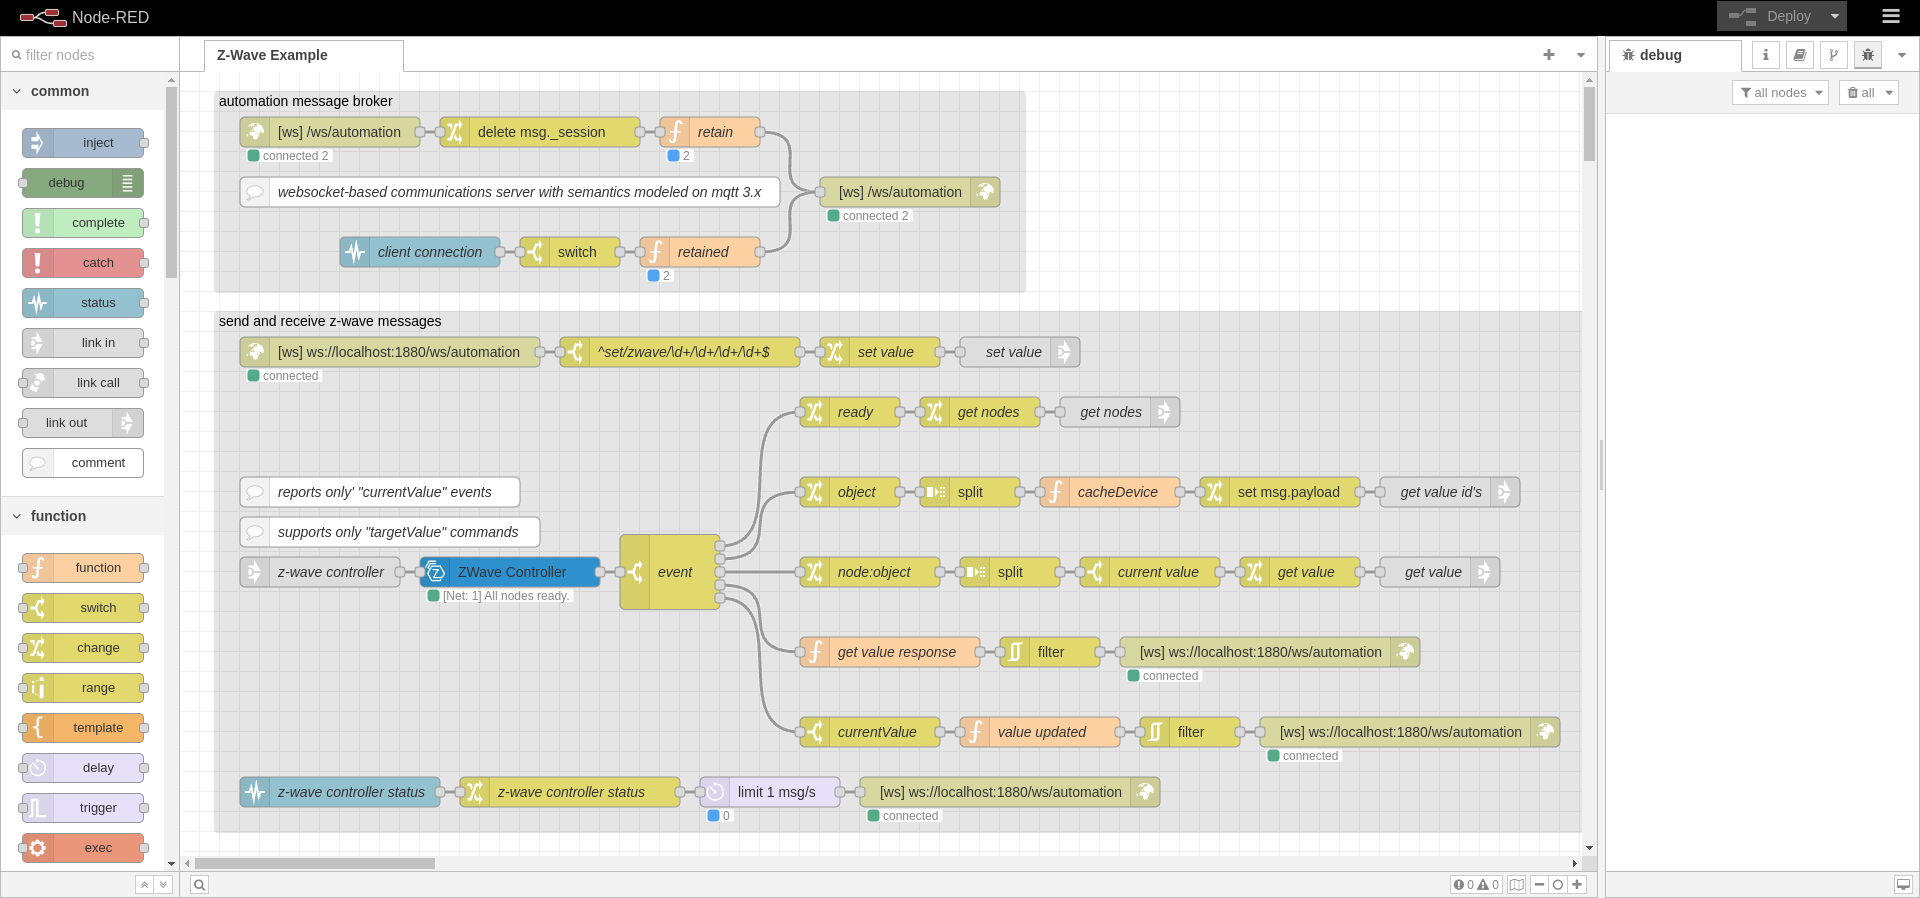 Node-RED
Deploy
filter nodes
common
inject
debug
complete
catch
status
link in
link call
link out
comment
function
function
switch
change
range
template
delay
trigger
exec
Z-Wave Example
automation message broker
[ws] /ws/automation
connected 2
delete msg._session
retain
2
websocket-based communications server with semantics modeled on mqtt 3.x
[ws] /ws/automation
connected 2
client connection
switch
retained
2
send and receive z-wave messages
[ws] ws://localhost:1880/ws/automation
connected
^set/zwave/\d+/\d+/\d+/\d+$
set value
set value
ready
get nodes
get nodes
reports only' "currentValue" events
object
split
cacheDevice
set msg.payload
get value id's
supports only "targetValue" commands
z-wave controller
ZWave Controller
[Net: 1] All nodes ready.
event
node:object
split
current value
get value
get value
get value response
filter
[ws] ws://localhost:1880/ws/automation
connected
currentValue
value updated
filter
[ws] ws://localhost:1880/ws/automation
connected
z-wave controller status
z-wave controller status
limit 1 msg/s
0
[ws] ws://localhost:1880/ws/automation
connected
0
0
debug
all nodes
all